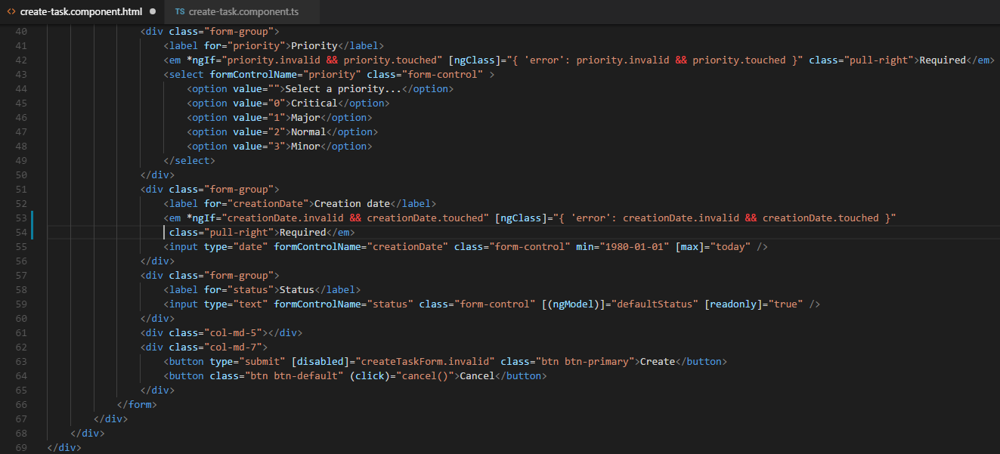 <> create-task.component.html ● TS create-task.component.ts
40 <div class="form-group">
41 <label for="priority">Priority</label>
42 <em *ngIf="priority.invalid && priority.touched" [ngClass]="{ 'error': priority.invalid && priority.touched }" class="pull-right">Required</em>
43 <select formControlName="priority" class="form-control" >
44 <option value="">Select a priority...</option>
45 <option value="0">Critical</option>
46 <option value="1">Major</option>
47 <option value="2">Normal</option>
48 <option value="3">Minor</option>
49 </select>
50 </div>
51 <div class="form-group">
52 <label for="creationDate">Creation date</label>
53 <em *ngIf="creationDate.invalid && creationDate.touched" [ngClass]="{ 'error': creationDate.invalid && creationDate.touched }"
54 class="pull-right">Required</em>
55 <input type="date" formControlName="creationDate" class="form-control" min="1980-01-01" [max]="today" />
56 </div>
57 <div class="form-group">
58 <label for="status">Status</label>
59 <input type="text" formControlName="status" class="form-control" [(ngModel)]="defaultStatus" [readonly]="true" />
60 </div>
61 <div class="col-md-5"></div>
62 <div class="col-md-7">
63 <button type="submit" [disabled]="createTaskForm.invalid" class="btn btn-primary">Create</button>
64 <button class="btn btn-default" (click)="cancel()">Cancel</button>
65 </div>
66 </form>
67 </div>
68 </div>
69 </div>